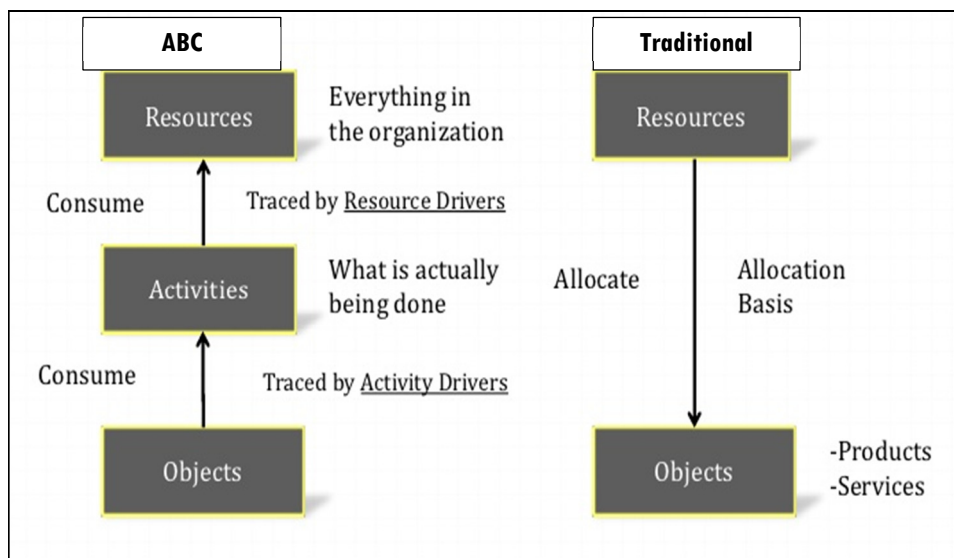 ABC
Resources
Everything in
the organization
Consume
Traced by Resource Drivers
Activities
What is actually
being done
Consume
Traced by Activity Drivers
Objects
Traditional
Resources
Allocate
Allocation
Basis
Objects
-Products
-Services